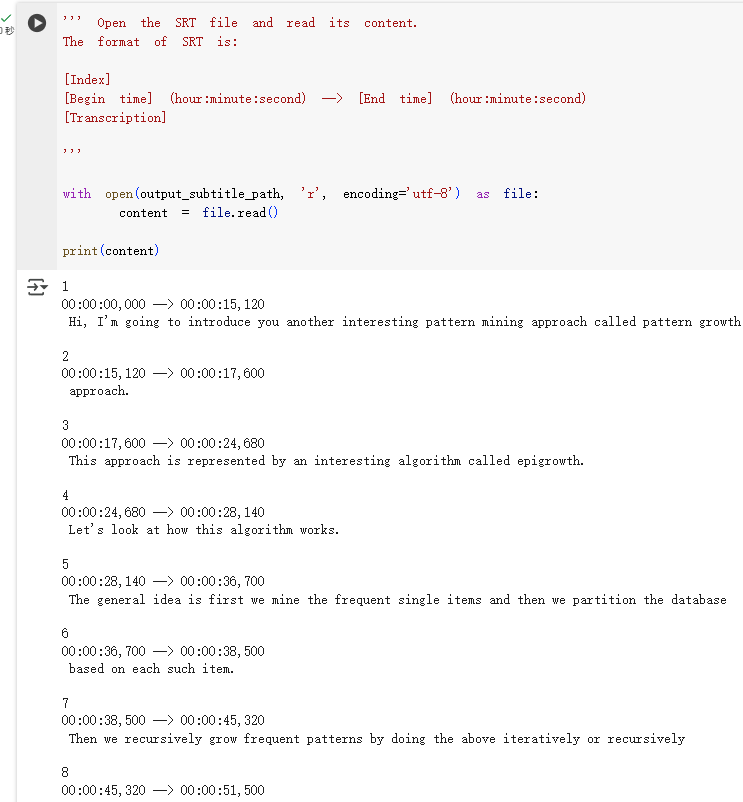 ''' Open the SRT file and read its content.
The format of SRT is:
[Index]
[Begin time] (hour:minute:second) —> [End time] (hour:minute:second)
[Transcription]
'''
with open(output_subtitle_path, 'r', encoding='utf-8') as file:
content = file.read()
print(content)
1
00:00:00,000 —> 00:00:15,120
Hi, I'm going to introduce you another interesting pattern mining approach called pattern growth
2
00:00:15,120 —> 00:00:17,600
approach.
3
00:00:17,600 —> 00:00:24,680
This approach is represented by an interesting algorithm called epigrowth.
4
00:00:24,680 —> 00:00:28,140
Let's look at how this algorithm works.
5
00:00:28,140 —> 00:00:36,700
The general idea is first we mine the frequent single items and then we partition the database
6
00:00:36,700 —> 00:00:38,500
based on each such item.
7
00:00:38,500 —> 00:00:45,320
Then we recursively grow frequent patterns by doing the above iteratively or recursively
8
00:00:45,320 —> 00:00:51,500